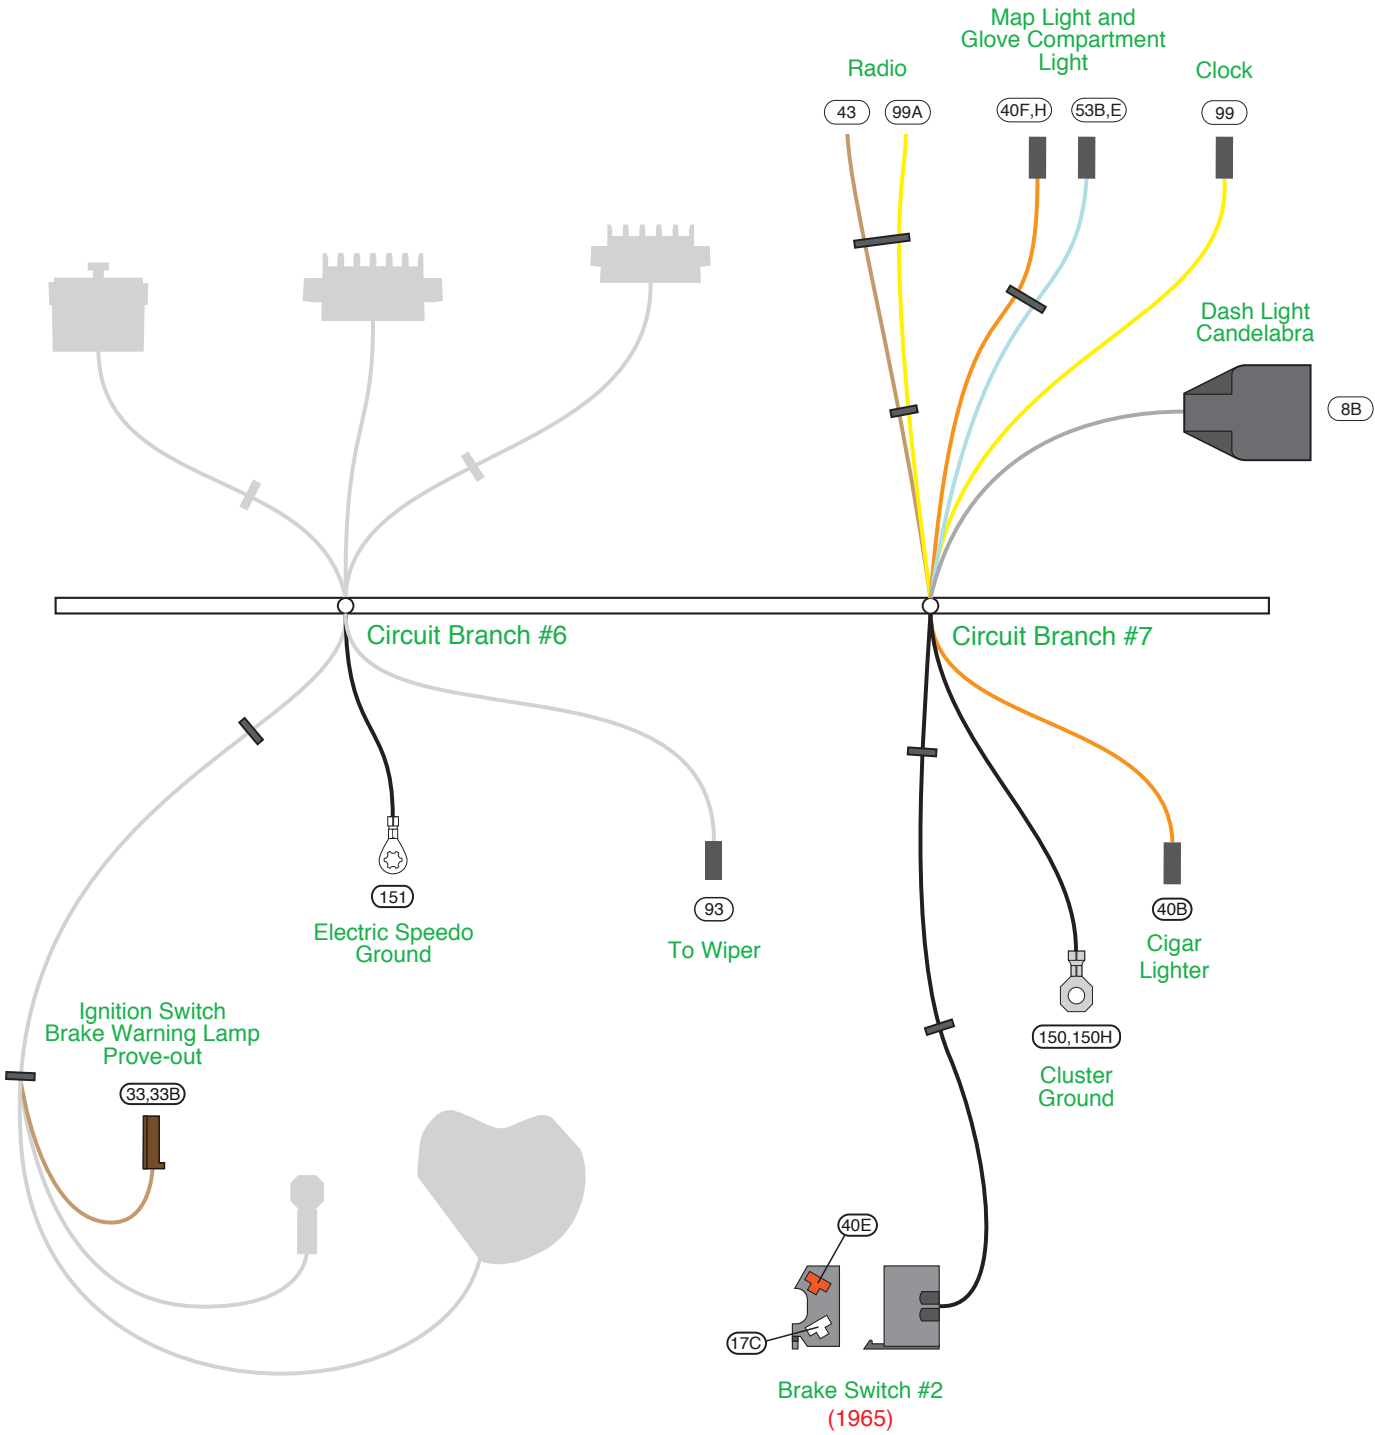 Map Light and
Glove Compartment
Light
Radio
Clock
43
99A
40F,H
53B,E
99
Dash Light
Candelabra
8B
Circuit Branch #6
Circuit Branch #7
151
Electric Speedo
Ground
93
To Wiper
40B
Cigar
Lighter
Ignition Switch
Brake Warning Lamp
Prove-out
33,33B
150,150H
Cluster
Ground
40E
17C
Brake Switch #2
(1965)